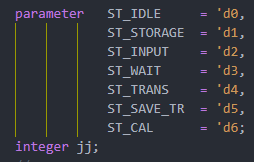 parameter ST_IDLE = 'd0,
ST_STORAGE = 'd1,
ST_INPUT = 'd2,
ST_WAIT = 'd3,
ST_TRANS = 'd4,
ST_SAVE_TR = 'd5,
ST_CAL = 'd6;
integer jj;